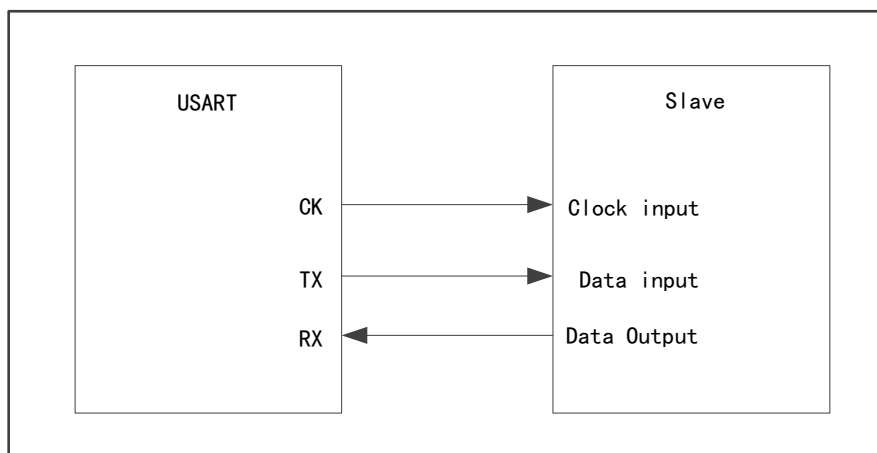 USART
Slave
CK
Clock input
TX
Data input
RX
Data Output